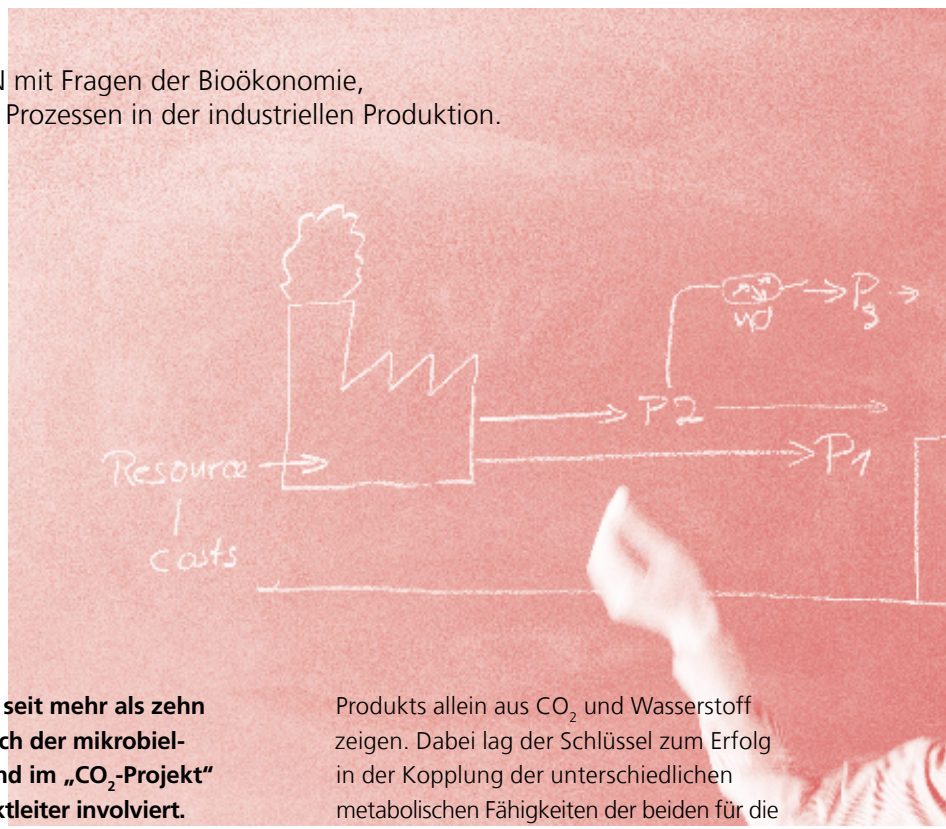 mit Fragen der Bioökonomie,
Prozessen in der industriellen Produktion.
P3
wd
P2
P1
Resource
costs
seit mehr als zehn
ch der mikrobiel-
nd im „CO₂-Projekt“
ktleiter involviert.
Produkts allein aus CO₂ und Wasserstoff
zeigen. Dabei lag der Schlüssel zum Erfolg
in der Kopplung der unterschiedlichen
metabolischen Fähigkeiten der beiden für die